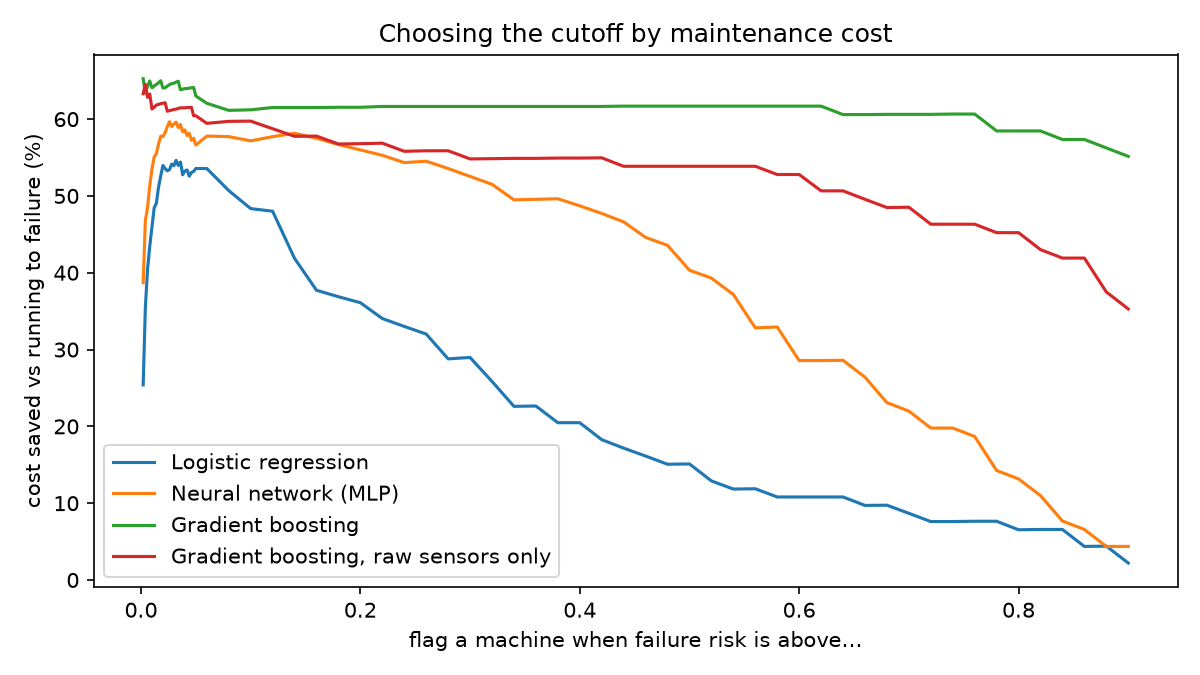 Choosing the cutoff by maintenance cost
cost saved vs running to failure (%)
60
50
40
30
20
10
0
Logistic regression
Neural network (MLP)
Gradient boosting
Gradient boosting, raw sensors only
0.0 0.2 0.4 0.6 0.8
flag a machine when failure risk is above...